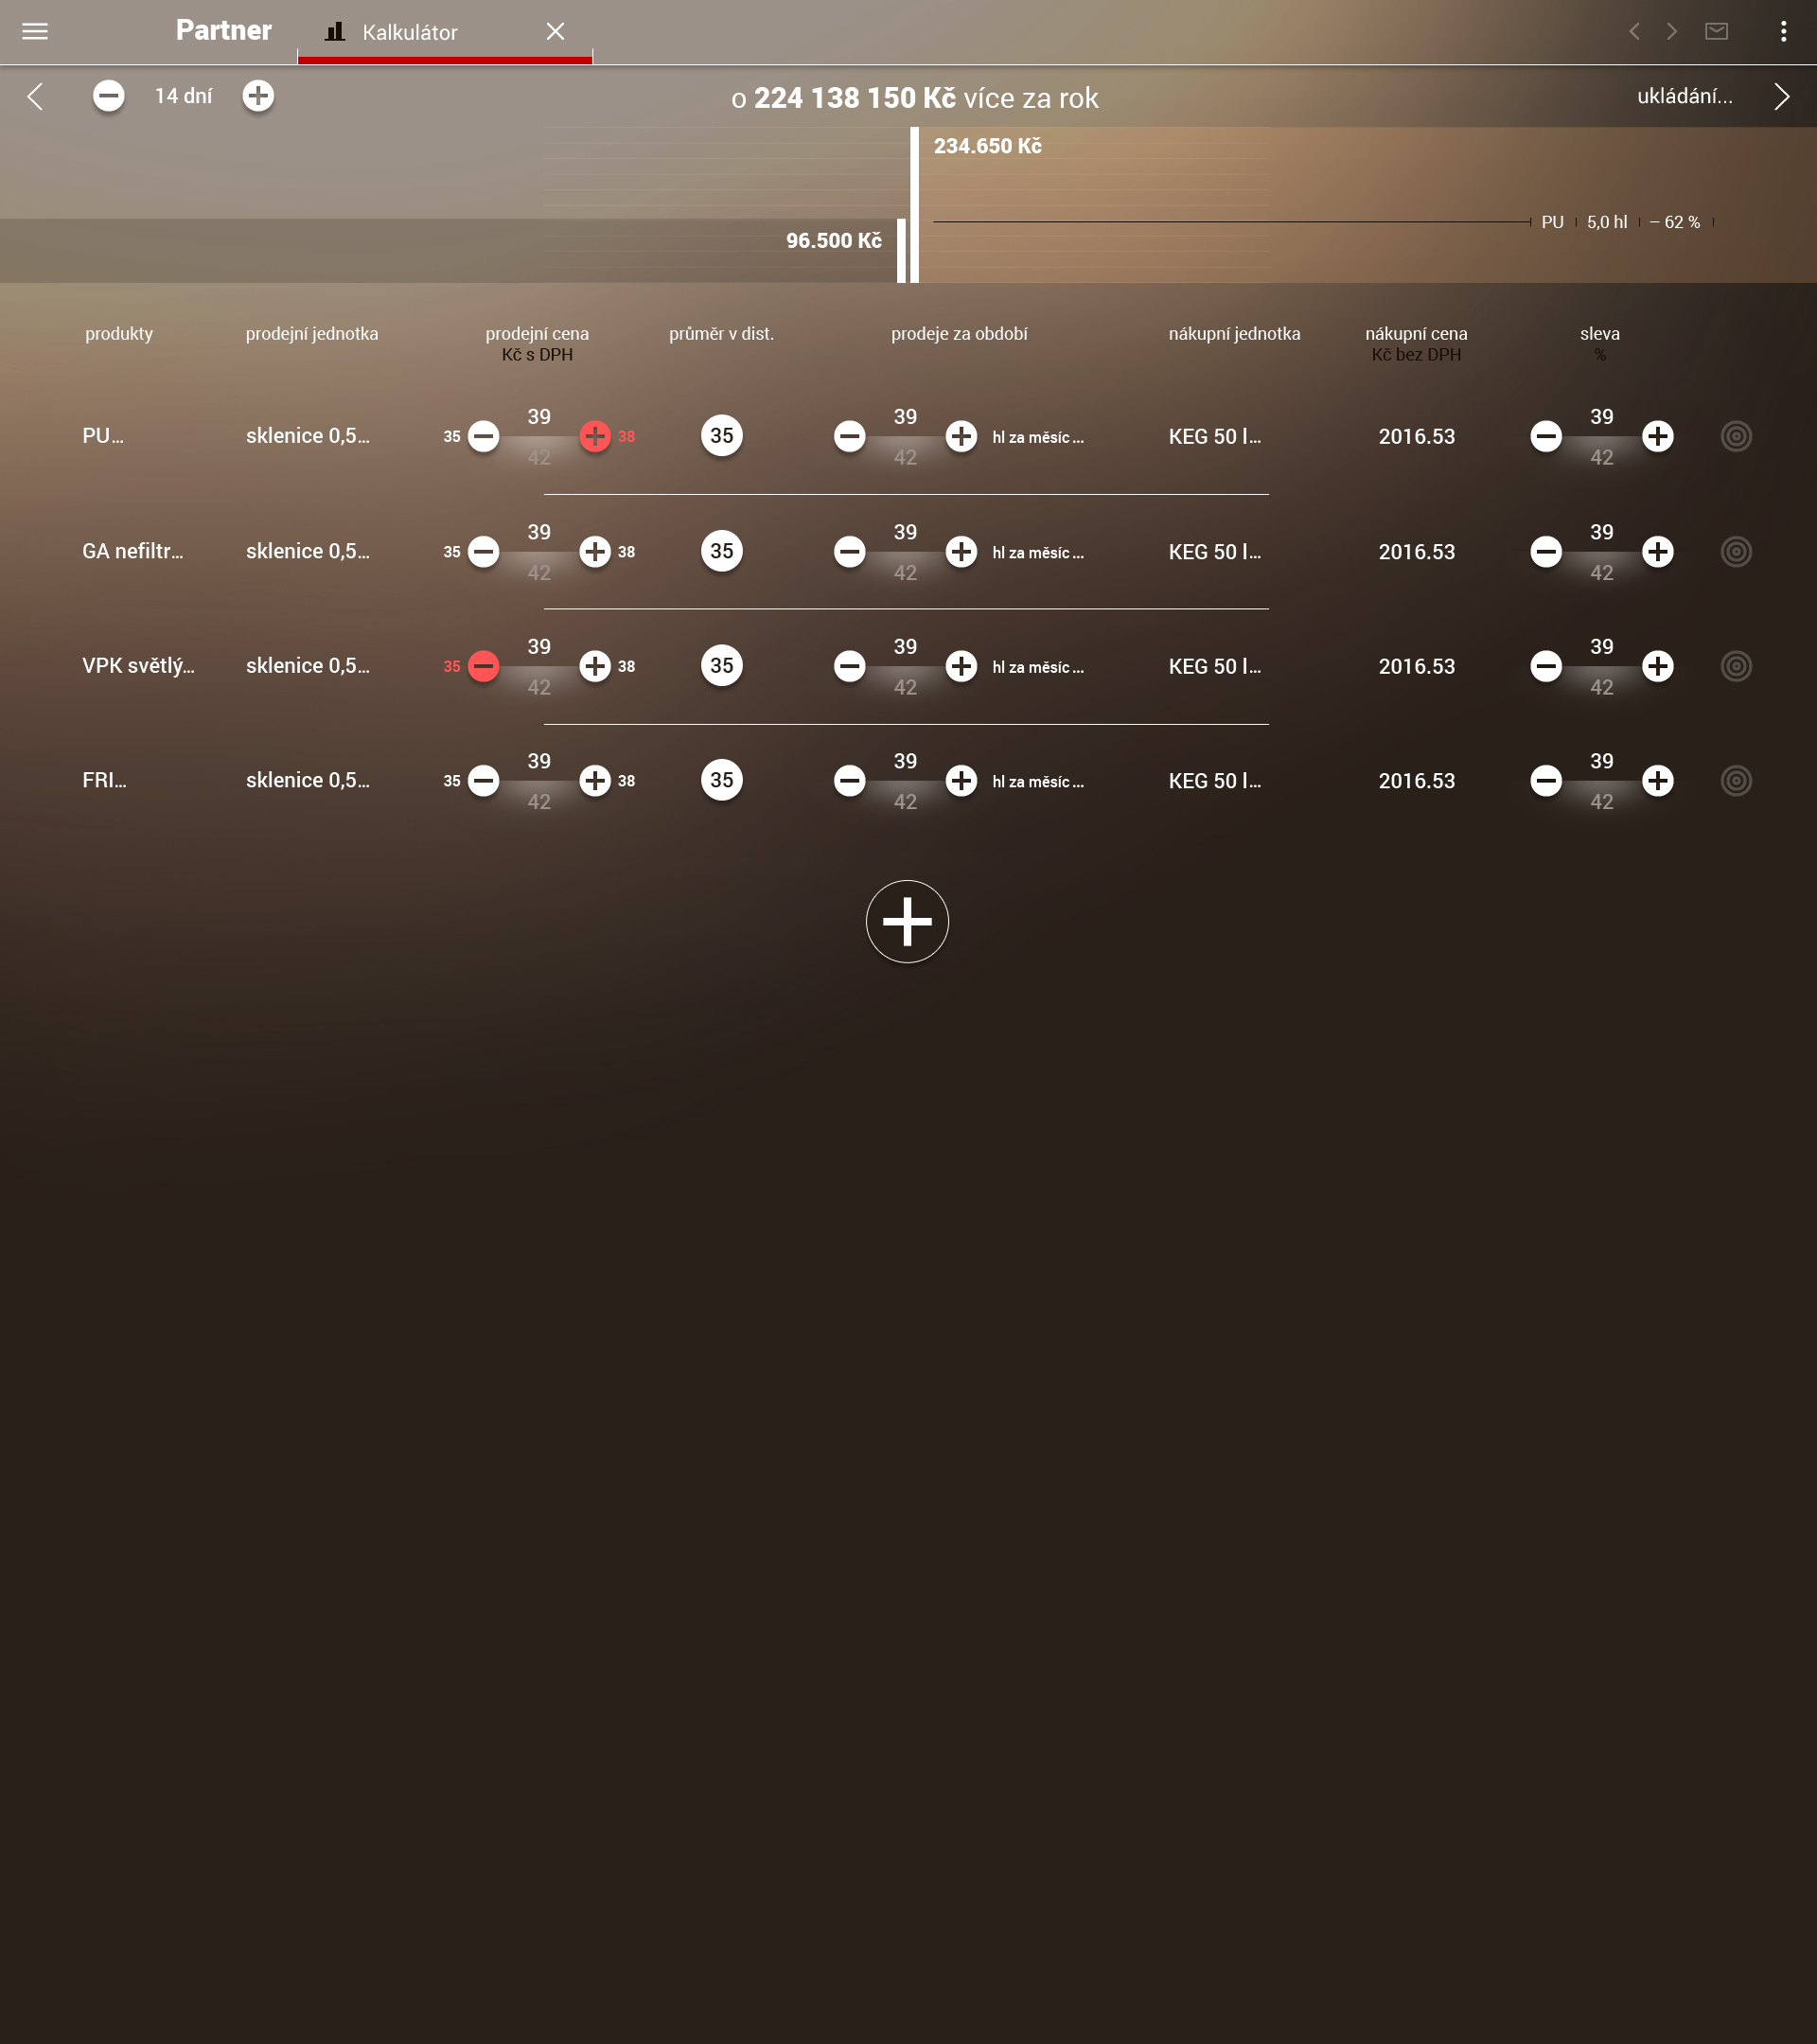 Partner
Kalkulátor
14 dní
o 224 138 150 Kč více za rok
ukládání...
234.650 Kč
PU 5,0 hl – 62 %
96.500 Kč
produkty prodejní jednotka prodejní cena průměr v dist. prodeje za období nákupní jednotka nákupní cena sleva
Kč s DPH Kč bez DPH %
39 39 39
PU... sklenice 0,5... 35 38 35 hl za měsíc ... KEG 50 l... 2016.53
42 42 42
39 39 39
GA nefiltr... sklenice 0,5... 35 38 35 hl za měsíc ... KEG 50 l... 2016.53
42 42 42
39 39 39
VPK světlý... sklenice 0,5... 35 38 35 hl za měsíc ... KEG 50 l... 2016.53
42 42 42
39 39 39
FRI... sklenice 0,5... 35 38 35 hl za měsíc ... KEG 50 l... 2016.53
42 42 42